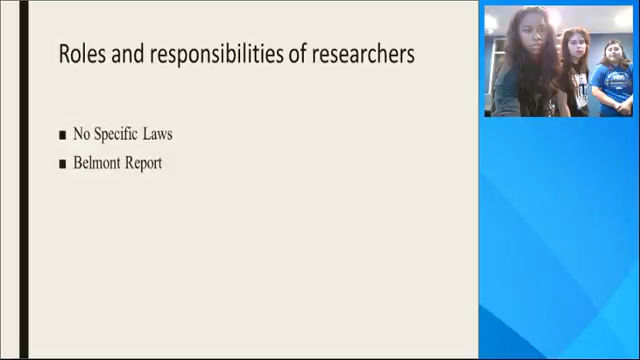 Roles and responsibilities of researchers
■ No Specific Laws
■ Belmont Report